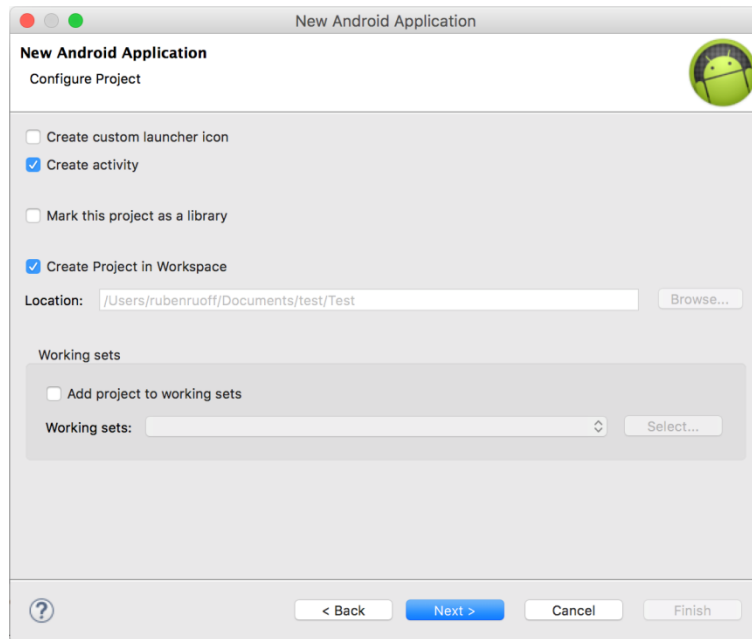 New Android Application
New Android Application
Configure Project
Create custom launcher icon
Create activity
Mark this project as a library
Create Project in Workspace
Location: /Users/rubenruoff/Documents/test/Test Browse...
Working sets
Add project to working sets
Working sets: Select...
? < Back Next > Cancel Finish